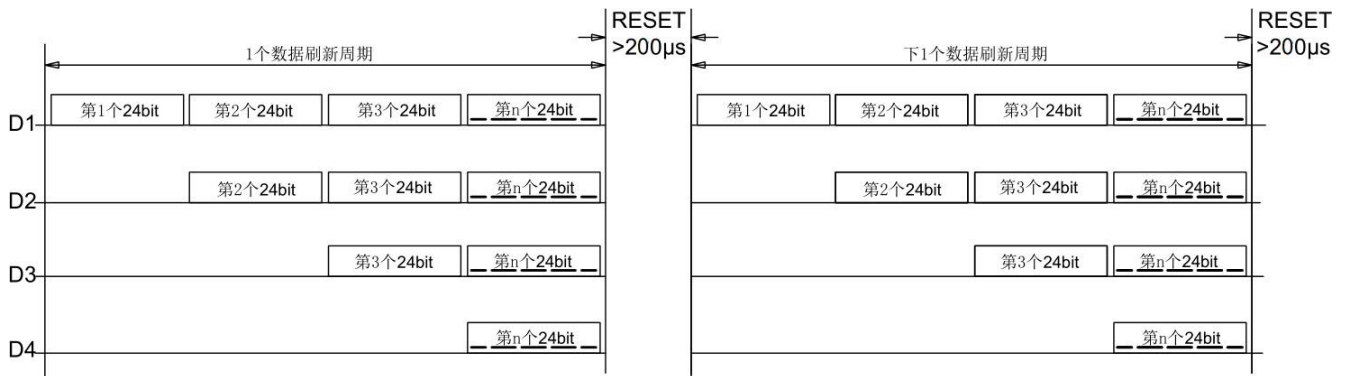 RESET
>200μs
RESET
>200μs
1个数据刷新周期
下1个数据刷新周期
D1 第1个24bit 第2个24bit 第3个24bit 第n个24bit 第1个24bit 第2个24bit 第3个24bit 第n个24bit
D2 第2个24bit 第3个24bit 第n个24bit 第2个24bit 第3个24bit 第n个24bit
D3 第3个24bit 第n个24bit 第3个24bit 第n个24bit
D4 第n个24bit 第n个24bit